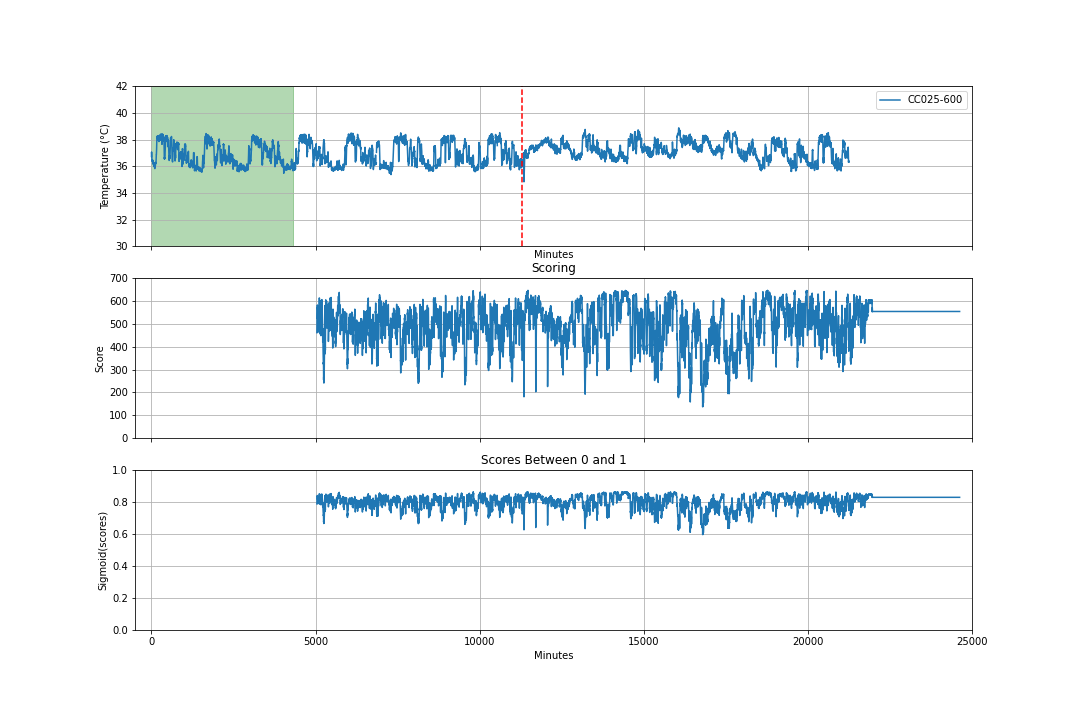 42
40
38
36
34
32
30
Temperature (°C)
CC025-600
Minutes
Scoring
700
600
500
400
300
200
100
0
Score
Scores Between 0 and 1
1.0
0.8
0.6
0.4
0.2
0.0
Sigmoid(scores)
0 5000 10000 15000 20000 25000
Minutes